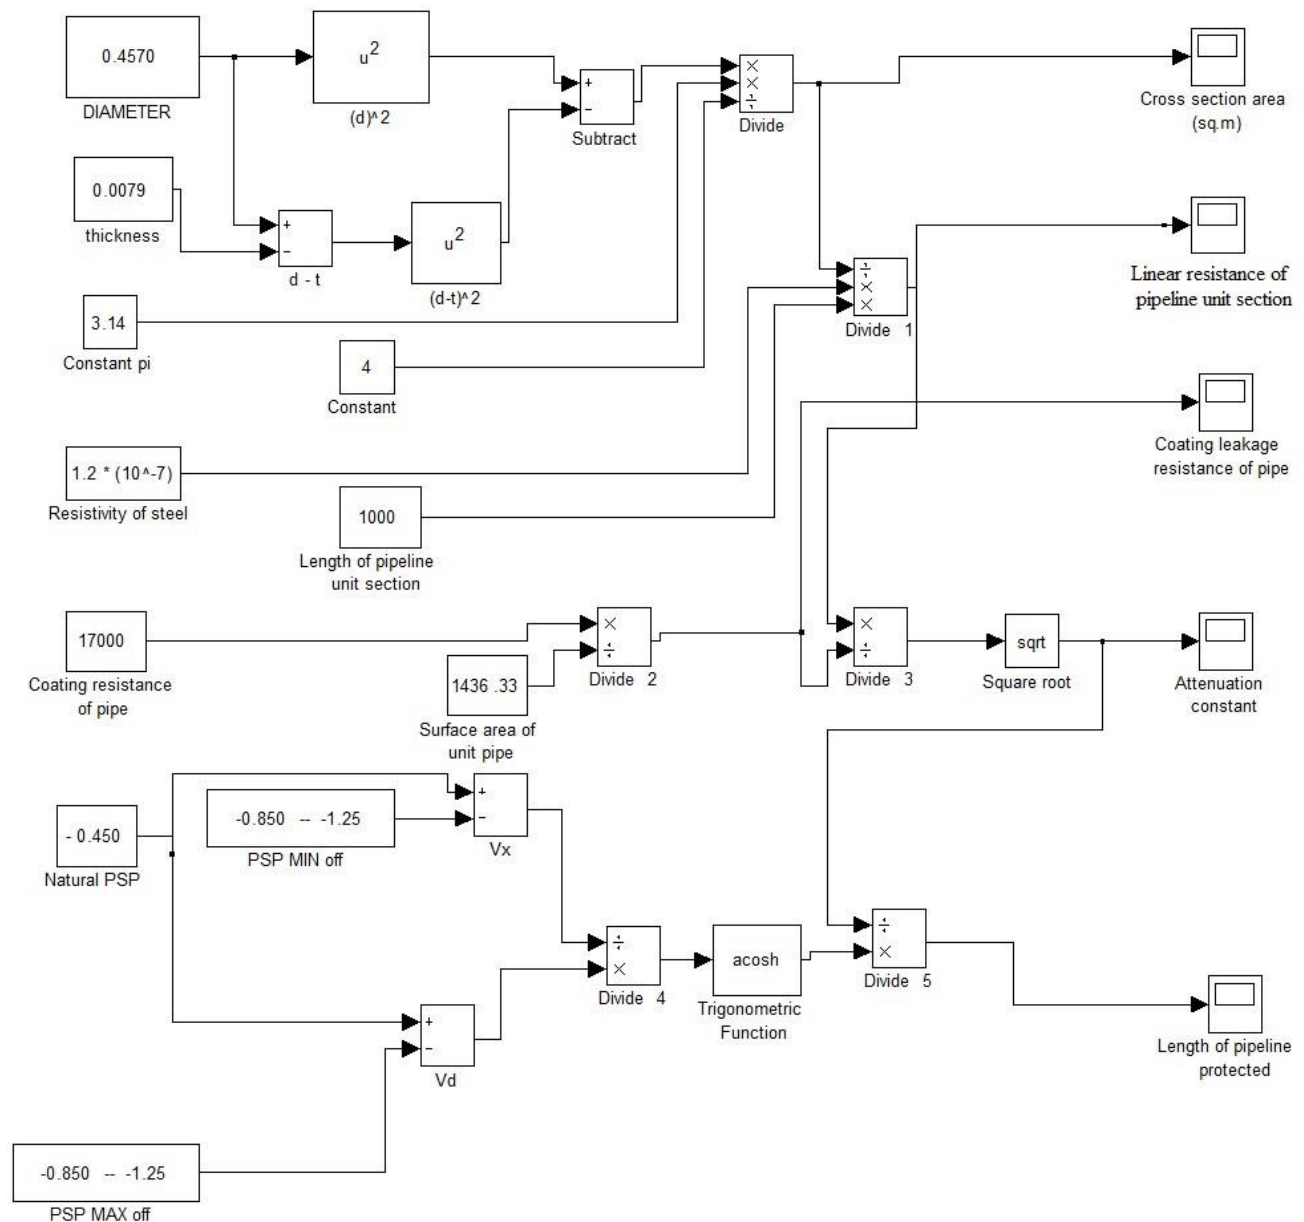 0.4570
DIAMETER
u2
(d)^2
+
−
Subtract
×
×
÷
Divide
Cross section area
(sq.m)
0.0079
thickness
+
−
d - t
u2
(d-t)^2
Linear resistance of
pipeline unit section
÷
×
×
Divide 1
3.14
Constant pi
4
Constant
Coating leakage
resistance of pipe
1.2 * (10^-7)
Resistivity of steel
1000
Length of pipeline
unit section
17000
Coating resistance
of pipe
×
÷
Divide 2
1436 .33
Surface area of
unit pipe
×
÷
Divide 3
sqrt
Square root
Attenuation
constant
- 0.450
Natural PSP
-0.850 -- -1.25
PSP MIN off
+
−
Vx
÷
×
Divide 4
acosh
Trigonometric
Function
÷
×
Divide 5
Length of pipeline
protected
+
−
Vd
-0.850 -- -1.25
PSP MAX off